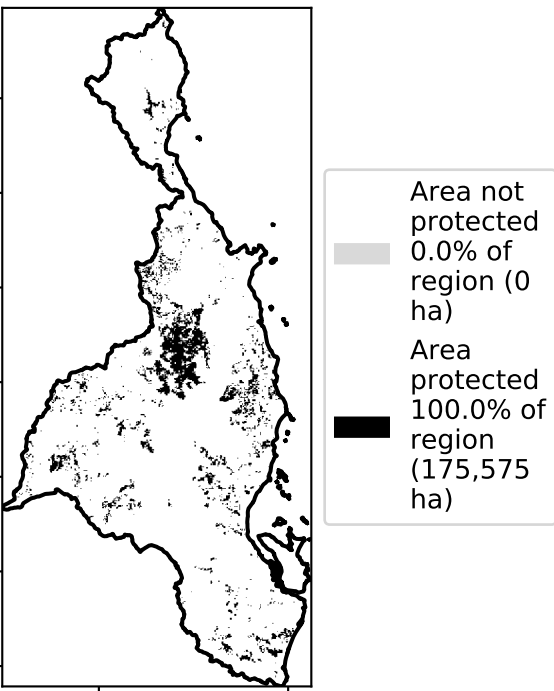 Area not
protected
0.0% of
region (0
ha)
Area
protected
100.0% of
region
(175,575
ha)